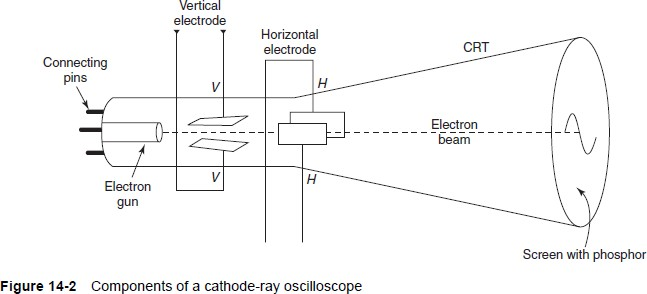 Vertical
electrode
Horizontal
electrode
CRT
Connecting
pins
V
H
Electron
beam
Electron
gun
V
H
Screen with phosphor
Figure 14-2 Components of a cathode-ray oscilloscope